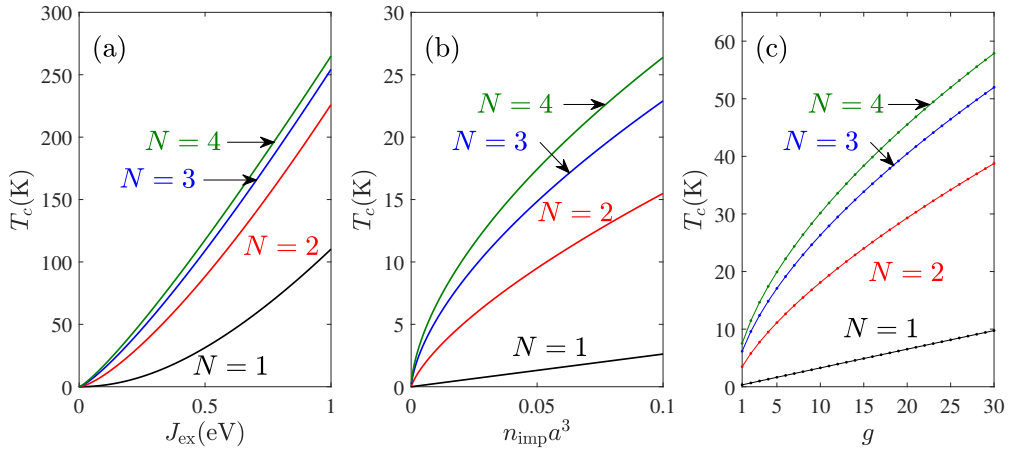 (a)
300
250
200
150
100
50
0
T_c(K)
N = 4
N = 3
N = 2
N = 1
0
0.5
1
J_ex(eV)
(b)
30
25
20
15
10
5
0
T_c(K)
N = 4
N = 3
N = 2
N = 1
0
0.05
0.1
n_imp a^3
(c)
60
50
40
30
20
10
0
T_c(K)
N = 4
N = 3
N = 2
N = 1
1
5
10
15
20
25
30
g